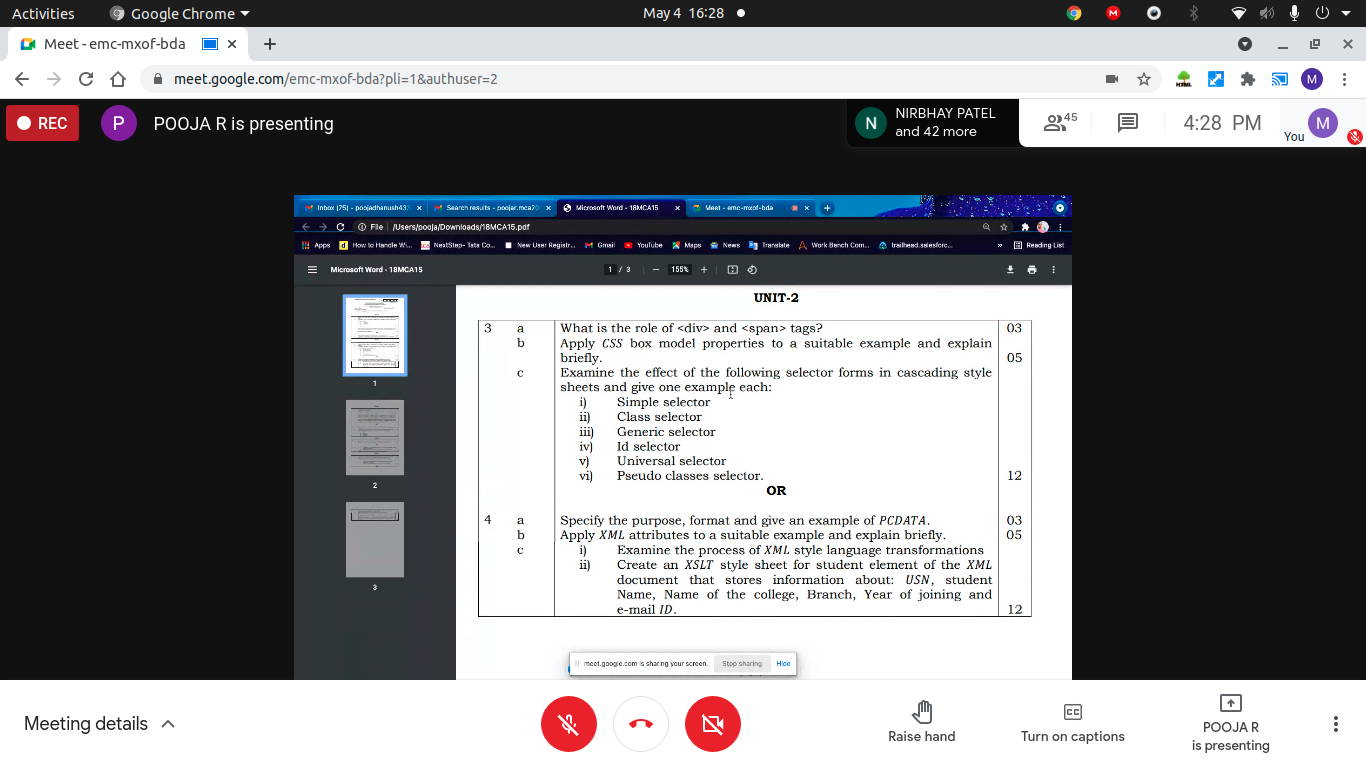 Activities
Google Chrome
May 4 16:28
Meet - emc-mxof-bda
meet.google.com/emc-mxof-bda?pli=1&authuser=2
HTML
M
REC
P
POOJA R is presenting
N
NIRBHAY PATEL
and 42 more
45
4:28 PM
You
M
Inbox (75) - poojadhanush43
Search results - poojar.mca20
Microsoft Word - 18MCA15
Meet - emc-mxof-bda
File /Users/pooja/Downloads/18MCA15.pdf
Apps
How to Handle Wi...
NextStep- Tata Co...
New User Registr...
Gmail
YouTube
Maps
News
Translate
Work Bench Com...
trailhead.salesforc...
Reading List
Microsoft Word - 18MCA15
1 / 3
155%
1
2
3
UNIT-2
3 a What is the role of <div> and <span> tags? 03
b Apply CSS box model properties to a suitable example and explain
briefly. 05
c Examine the effect of the following selector forms in cascading style
sheets and give one example each:
i) Simple selector
ii) Class selector
iii) Generic selector
iv) Id selector
v) Universal selector
vi) Pseudo classes selector. 12
OR
4 a Specify the purpose, format and give an example of PCDATA. 03
b Apply XML attributes to a suitable example and explain briefly. 05
c i) Examine the process of XML style language transformations
ii) Create an XSLT style sheet for student element of the XML
document that stores information about: USN, student
Name, Name of the college, Branch, Year of joining and
e-mail ID. 12
meet.google.com is sharing your screen.
Stop sharing
Hide
Meeting details
Raise hand
CC
Turn on captions
POOJA R
is presenting